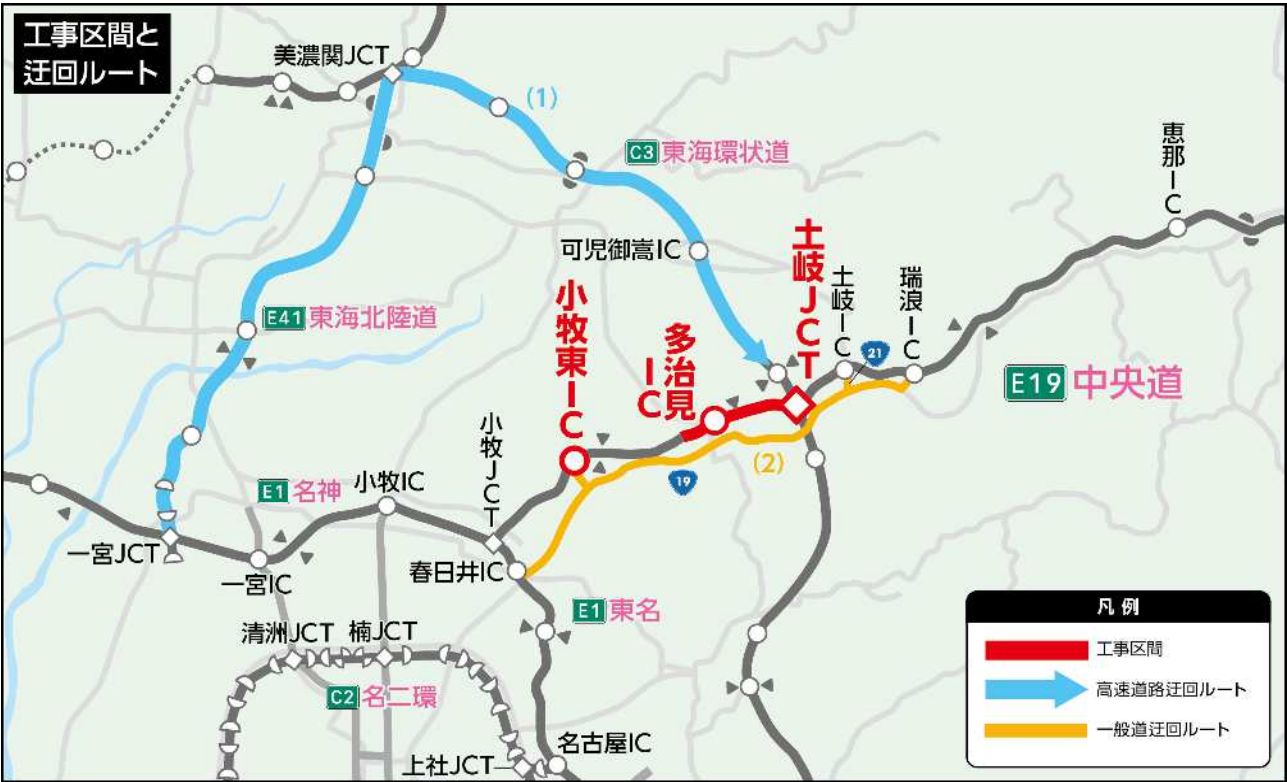 工事区間と
迂回ルート
美濃関JCT
(1)
C3 東海環状道
恵那IC
可児御嵩IC
土岐JCT
土岐IC
瑞浪IC
21
小牧東IC
多治見IC
E41 東海北陸道
E19 中央道
小牧JCT
(2)
19
E1 名神
小牧IC
一宮JCT
一宮IC
春日井IC
E1 東名
清洲JCT
楠JCT
C2 名二環
名古屋IC
上社JCT
凡例
工事区間
高速道路迂回ルート
一般道迂回ルート